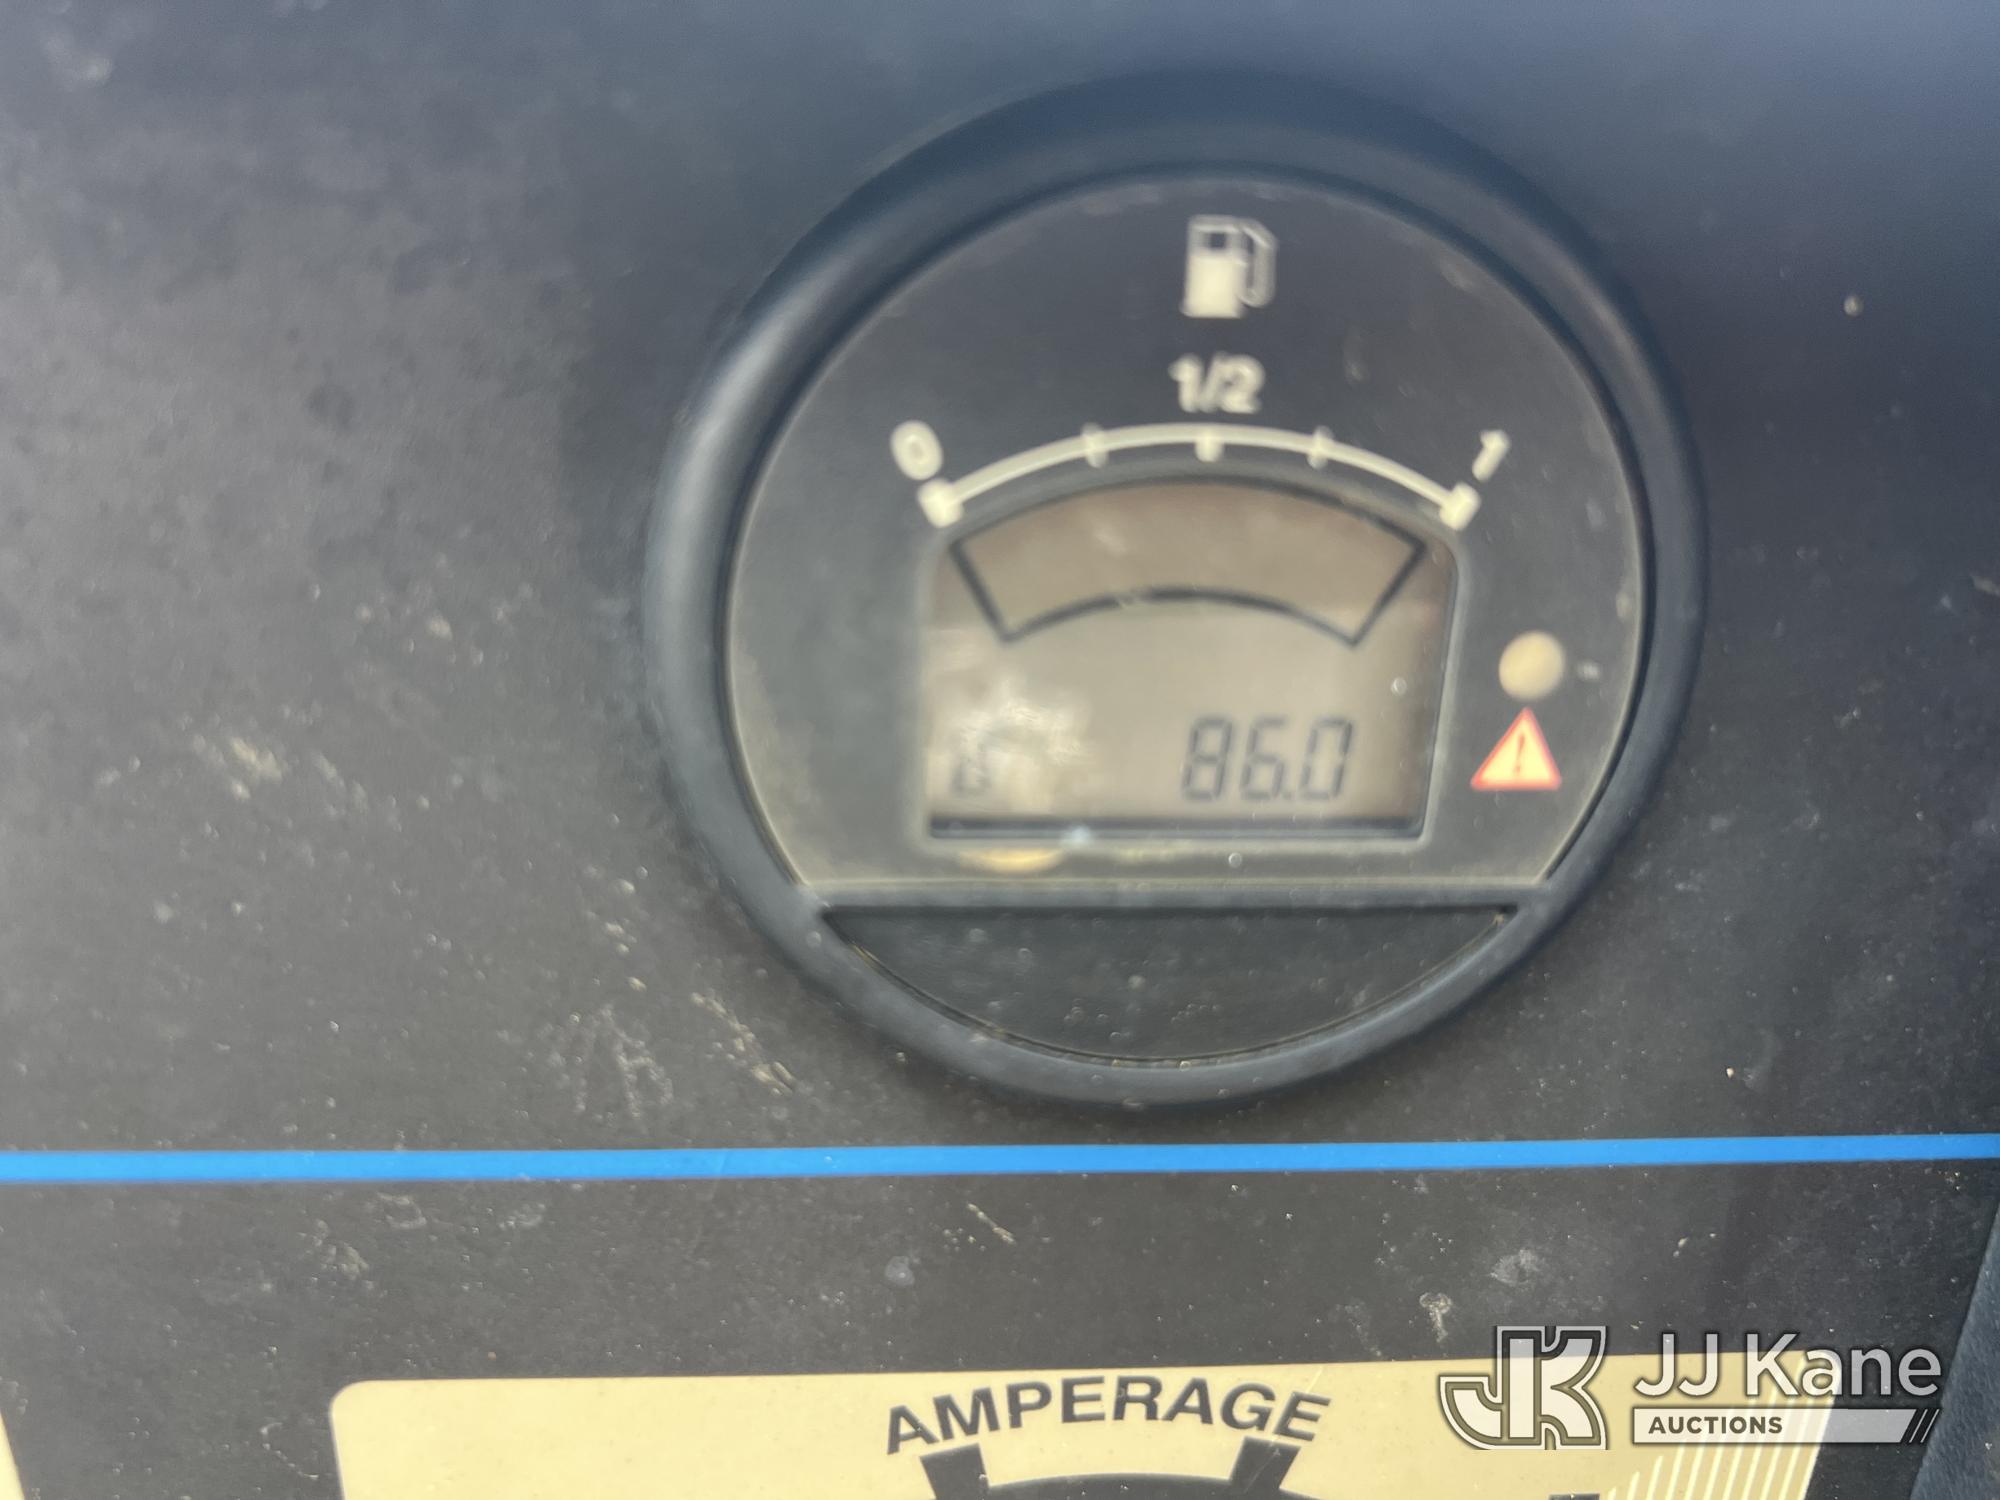 1/2
0 1
86.0
AMPERAGE
JJ Kane
AUCTIONS